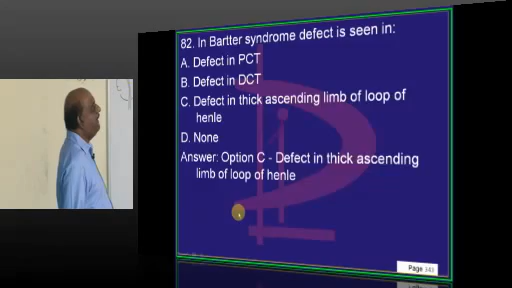 82. In Bartter syndrome defect is seen in:
A. Defect in PCT
B. Defect in DCT
C. Defect in thick ascending limb of loop of
henle
D. None
Answer: Option C - Defect in thick ascending
limb of loop of henle
Page 343